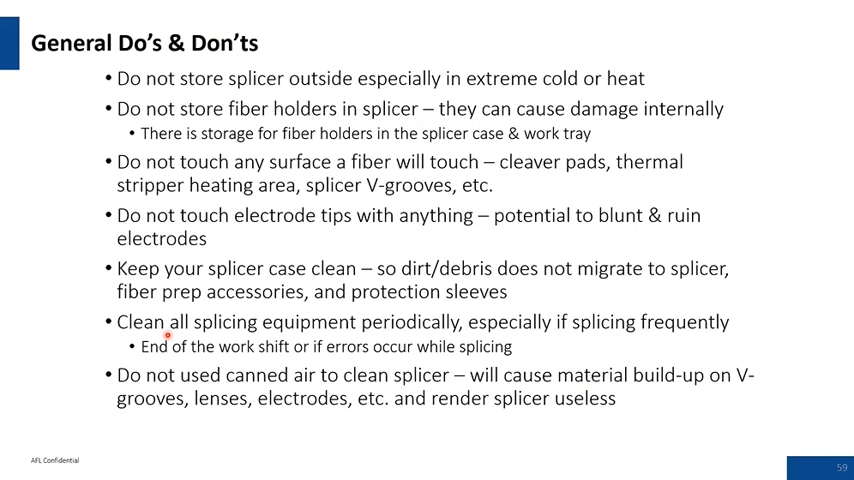 General Do's & Don'ts
• Do not store splicer outside especially in extreme cold or heat
• Do not store fiber holders in splicer – they can cause damage internally
• There is storage for fiber holders in the splicer case & work tray
• Do not touch any surface a fiber will touch – cleaver pads, thermal
stripper heating area, splicer V-grooves, etc.
• Do not touch electrode tips with anything – potential to blunt & ruin
electrodes
• Keep your splicer case clean – so dirt/debris does not migrate to splicer,
fiber prep accessories, and protection sleeves
• Clean all splicing equipment periodically, especially if splicing frequently
• End of the work shift or if errors occur while splicing
• Do not used canned air to clean splicer – will cause material build-up on V-
grooves, lenses, electrodes, etc. and render splicer useless
AFL Confidential
59